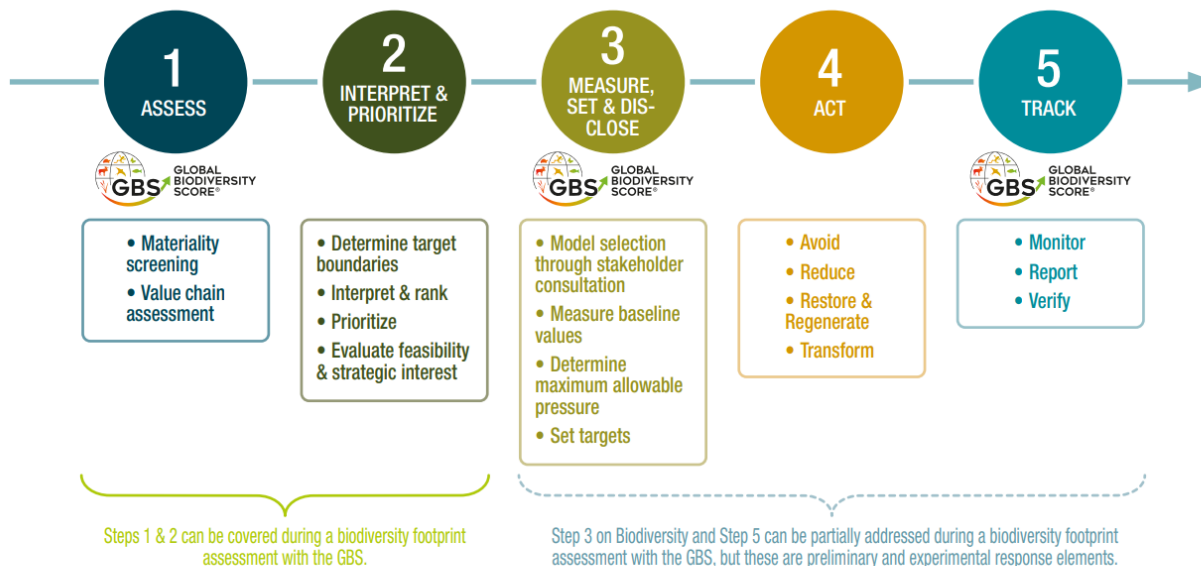 1
ASSESS
2
INTERPRET &
PRIORITIZE
3
MEASURE,
SET & DIS-
CLOSE
4
ACT
5
TRACK
GBS
GLOBAL
BIODIVERSITY
SCORE®
GBS
GLOBAL
BIODIVERSITY
SCORE®
GBS
GLOBAL
BIODIVERSITY
SCORE®
• Materiality
screening
• Value chain
assessment
• Determine target
boundaries
• Interpret & rank
• Prioritize
• Evaluate feasibility
& strategic interest
• Model selection
through stakeholder
consultation
• Measure baseline
values
• Determine
maximum allowable
pressure
• Set targets
• Avoid
• Reduce
• Restore &
Regenerate
• Transform
• Monitor
• Report
• Verify
Steps 1 & 2 can be covered during a biodiversity footprint
assessment with the GBS.
Step 3 on Biodiversity and Step 5 can be partially addressed during a biodiversity footprint
assessment with the GBS, but these are preliminary and experimental response elements.